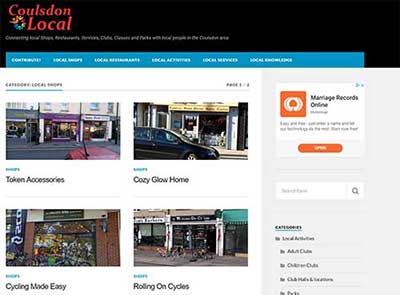 Coulsdon
Local
Connecting local Shops, Restaurants, Services, Clubs, Classes and Parks with local people in the Coulsdon area
CONTRIBUTE! LOCAL SHOPS LOCAL RESTAURANTS LOCAL ACTIVITIES LOCAL SERVICES LOCAL KNOWLEDGE
CATEGORY: LOCAL SHOPS PAGE 1 / 2
SHOPS
Token Accessories
SHOPS
Cozy Glow Home
SHOPS
Cycling Made Easy
SHOPS
Rolling On Cycles
Marriage Records
Online
Easy and free - just enter a name and let
our technology do the rest. Start now free!
OPEN
Search here
CATEGORIES
Local Activities
Adult Clubs
Children Clubs
Club Halls & locations
Parks